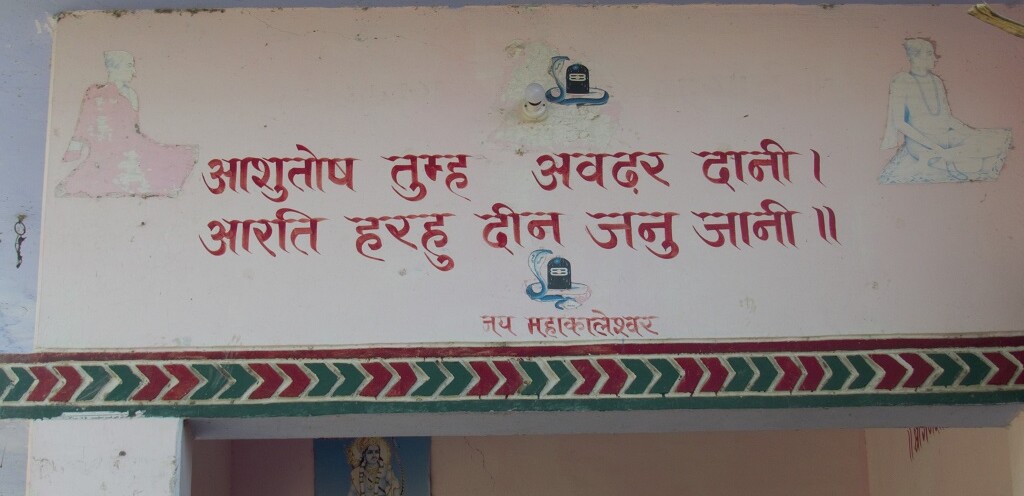 आशुतोष तुम्ह अवढ़र दानी।
आरति हरहु दीन जनु जानी॥
जय महाकालेश्वर